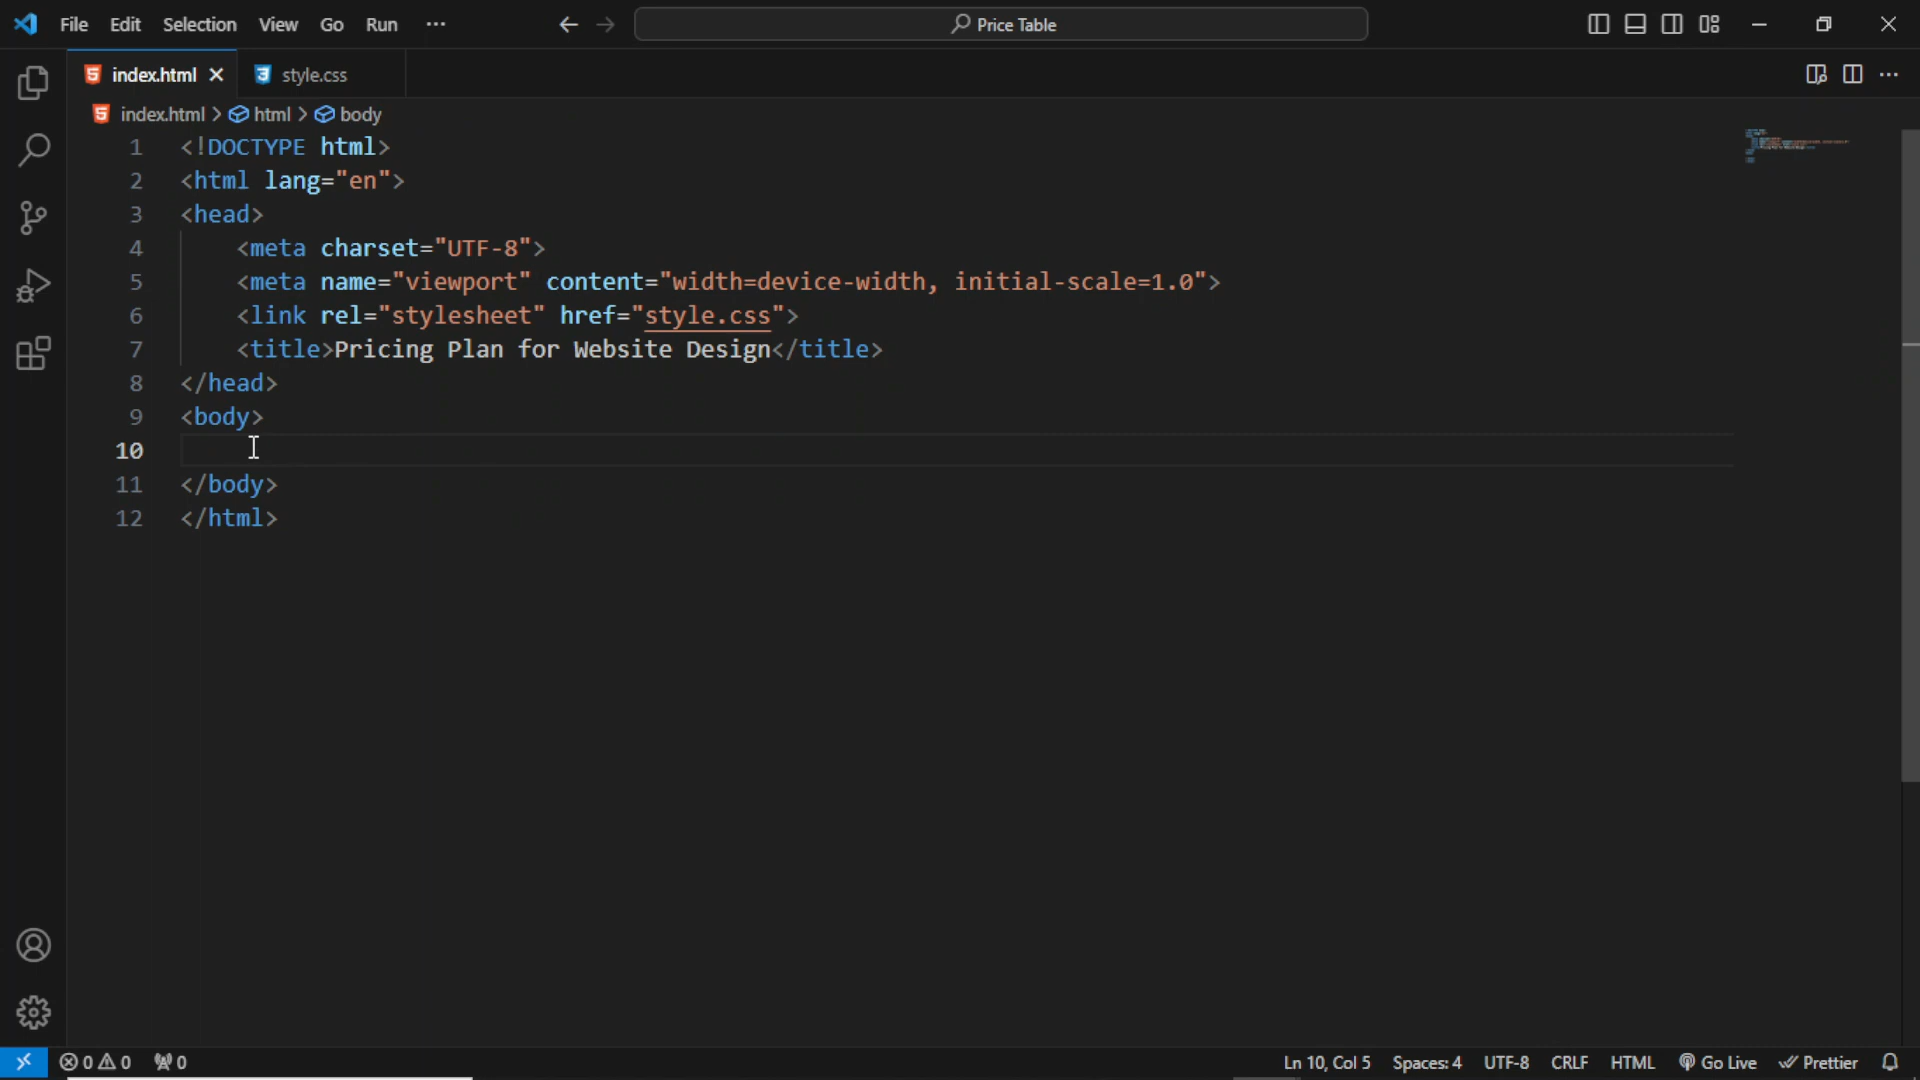 File Edit Selection View Go Run ··· Price Table
index.html style.css
index.html > html > body
1 <!DOCTYPE html>
2 <html lang="en">
3 <head>
4 <meta charset="UTF-8">
5 <meta name="viewport" content="width=device-width, initial-scale=1.0">
6 <link rel="stylesheet" href="style.css">
7 <title>Pricing Plan for Website Design</title>
8 </head>
9 <body>
10
11 </body>
12 </html>
0 0 0 Ln 10, Col 5 Spaces: 4 UTF-8 CRLF HTML Go Live Prettier